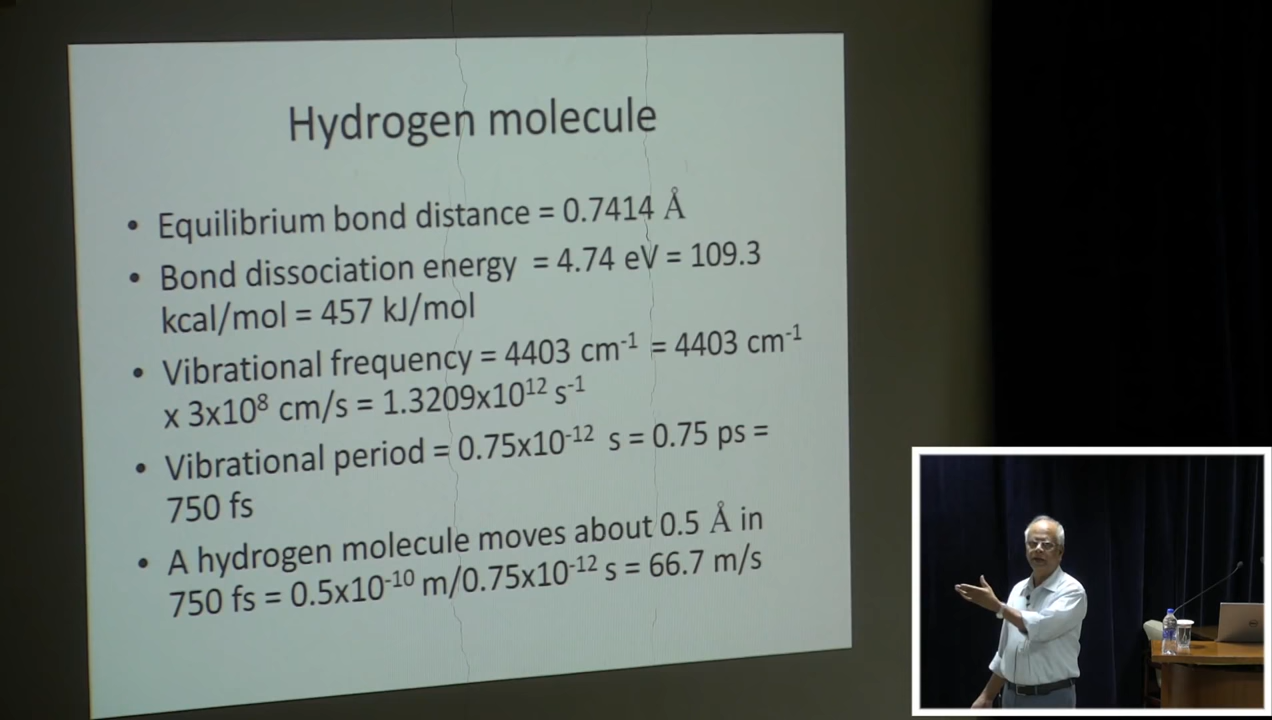 Hydrogen molecule
• Equilibrium bond distance = 0.7414 Å
• Bond dissociation energy = 4.74 eV = 109.3
kcal/mol = 457 kJ/mol
• Vibrational frequency = 4403 cm⁻¹ = 4403 cm⁻¹
x 3x10⁸ cm/s = 1.3209x10¹² s⁻¹
• Vibrational period = 0.75x10⁻¹² s = 0.75 ps =
750 fs
• A hydrogen molecule moves about 0.5 Å in
750 fs = 0.5x10⁻¹⁰ m/0.75x10⁻¹² s = 66.7 m/s